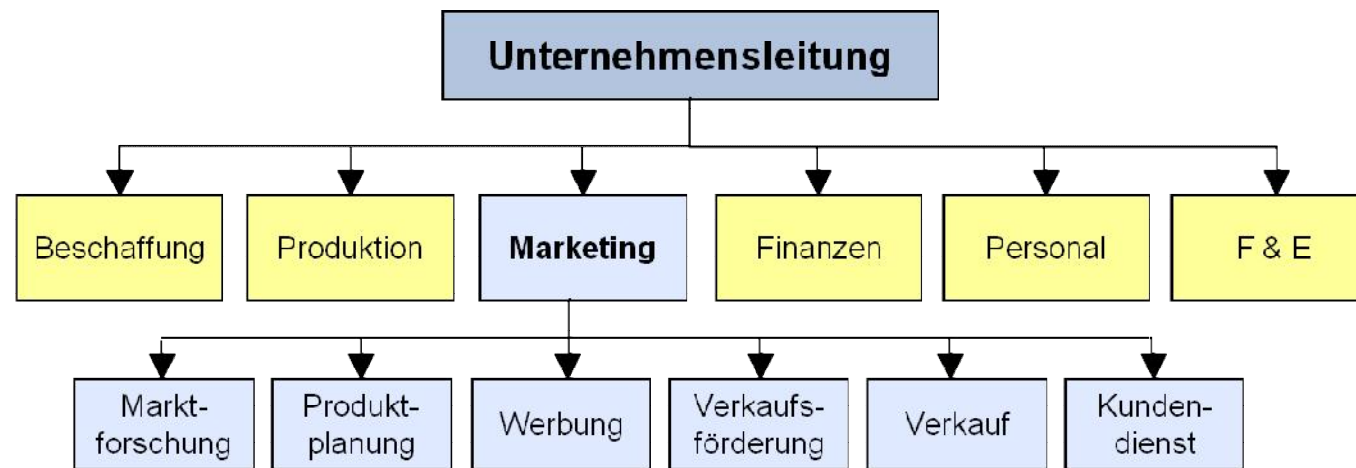 Unternehmensleitung
Beschaffung
Produktion
Marketing
Finanzen
Personal
F & E
Markt-
forschung
Produkt-
planung
Werbung
Verkaufs-
förderung
Verkauf
Kunden-
dienst